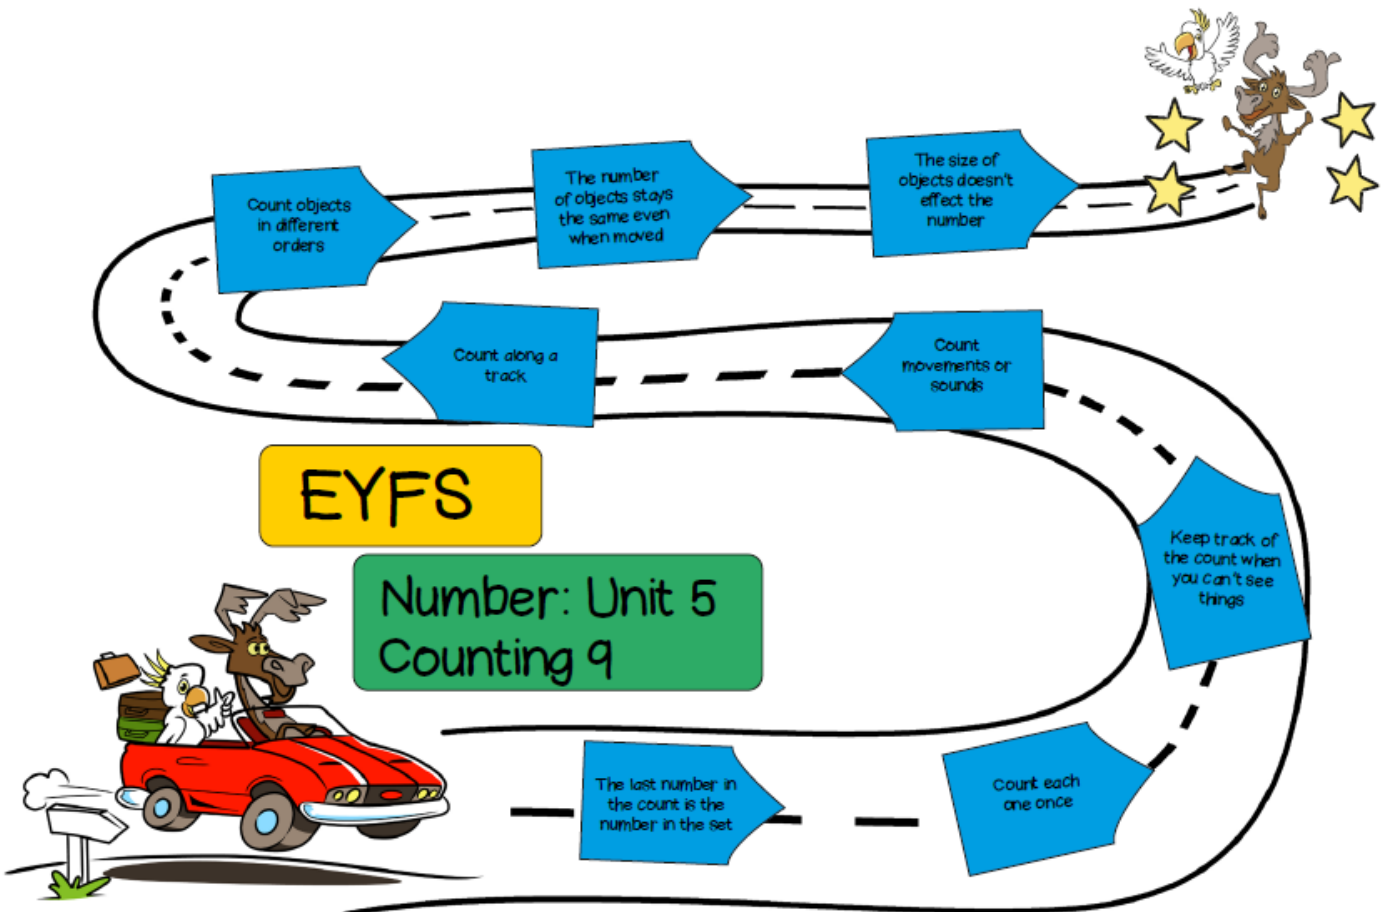 The size of
objects doesn't
effect the
number
The number
of objects stays
the same even
when moved
Count objects
in different
orders
Count along a
track
Count
movements or
sounds
EYFS
Number: Unit 5
Counting 9
Keep track of
the count when
you can't see
things
The last number in
the count is the
number in the set
Count each
one once